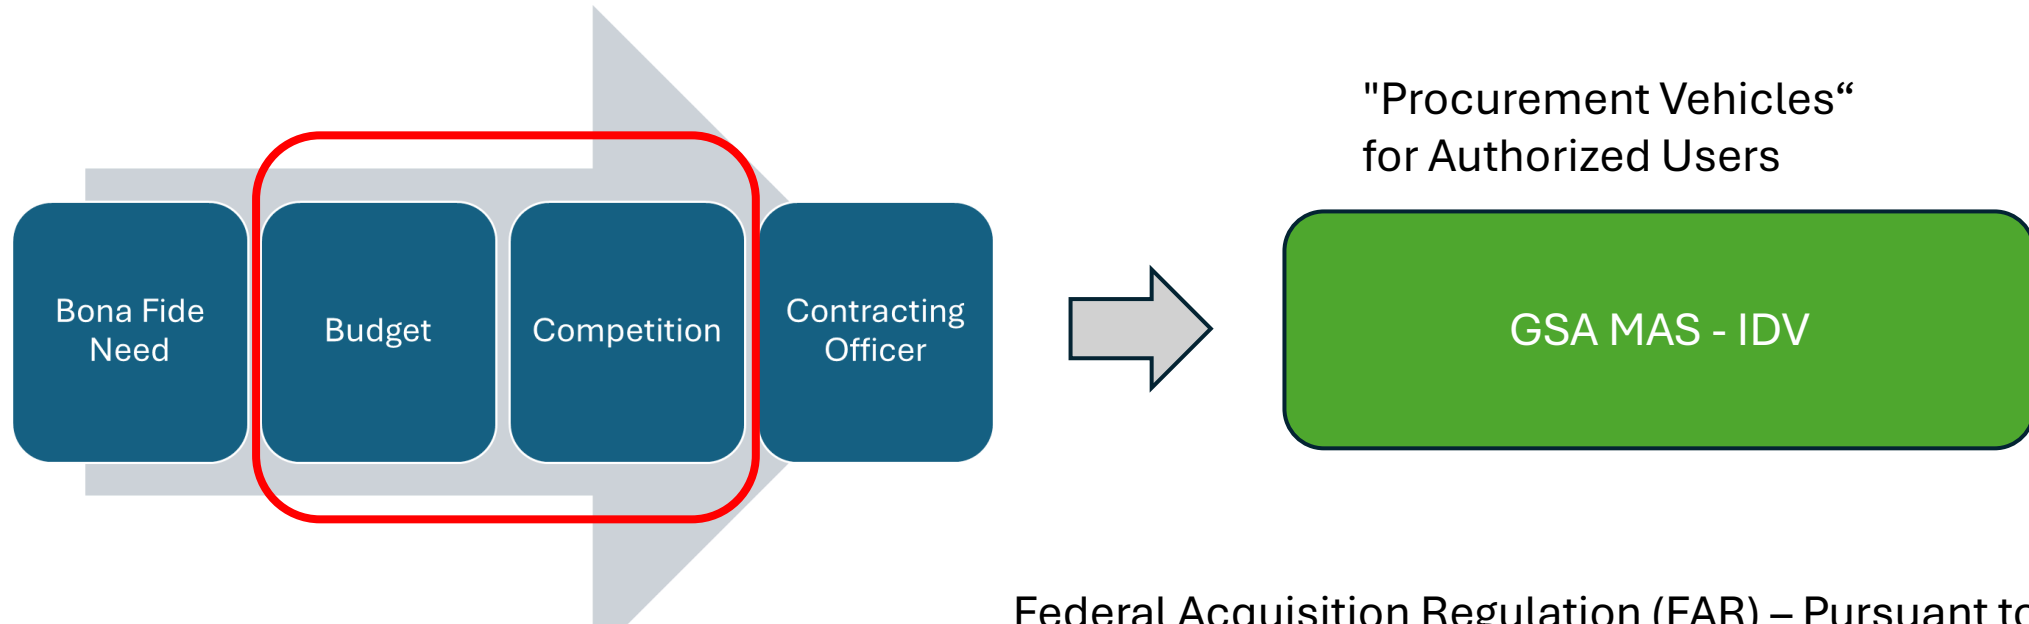 "Procurement Vehicles“
for Authorized Users
Bona Fide
Need
Budget
Competition
Contracting
Officer
GSA MAS - IDV
Federal Acquisition Regulation (FAR) – Pursuant to